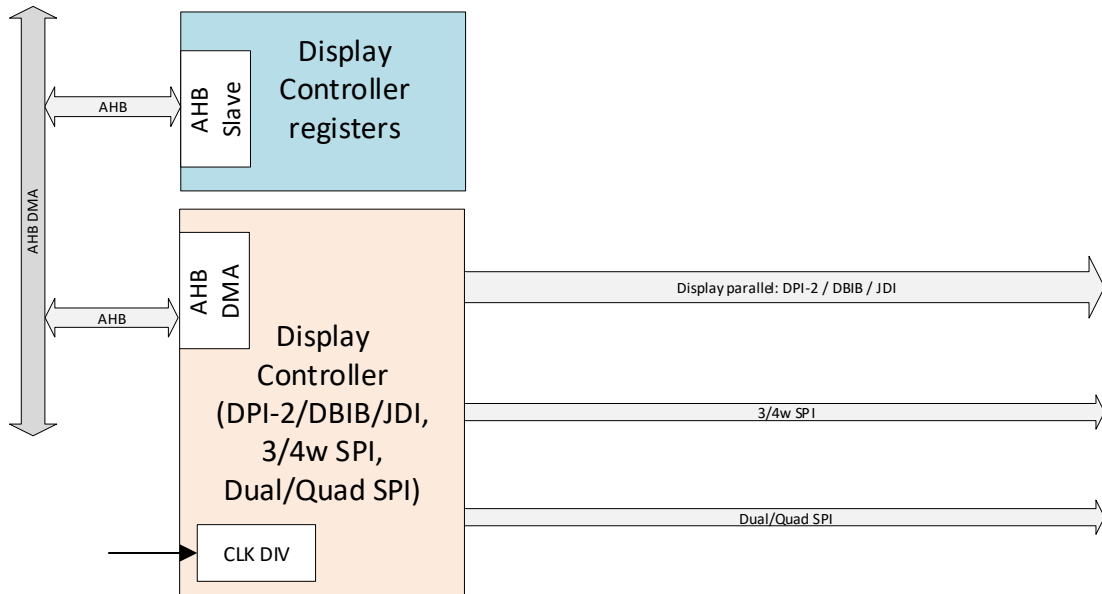 AHB DMA
AHB
AHB
Slave
Display
Controller
registers
AHB
AHB
DMA
Display
Controller
(DPI-2/DBIB/JDI,
3/4w SPI,
Dual/Quad SPI)
CLK DIV
Display parallel: DPI-2 / DBIB / JDI
3/4w SPI
Dual/Quad SPI